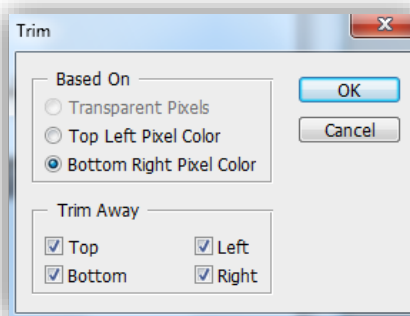 Trim
Based On
Transparent Pixels
Top Left Pixel Color
Bottom Right Pixel Color
OK
Cancel
Trim Away
Top
Left
Bottom
Right